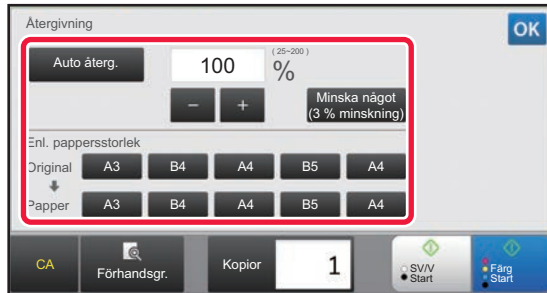 Återgivning
OK
Auto återg.
100
(25~200)
%
−
+
Minska något
(3 % minskning)
Enl. pappersstorlek
Original
A3
B4
A4
B5
A4
Papper
A3
B4
A4
B5
A4
CA
Förhandsgr.
Kopior
1
SV/V
Start
Färg
Start